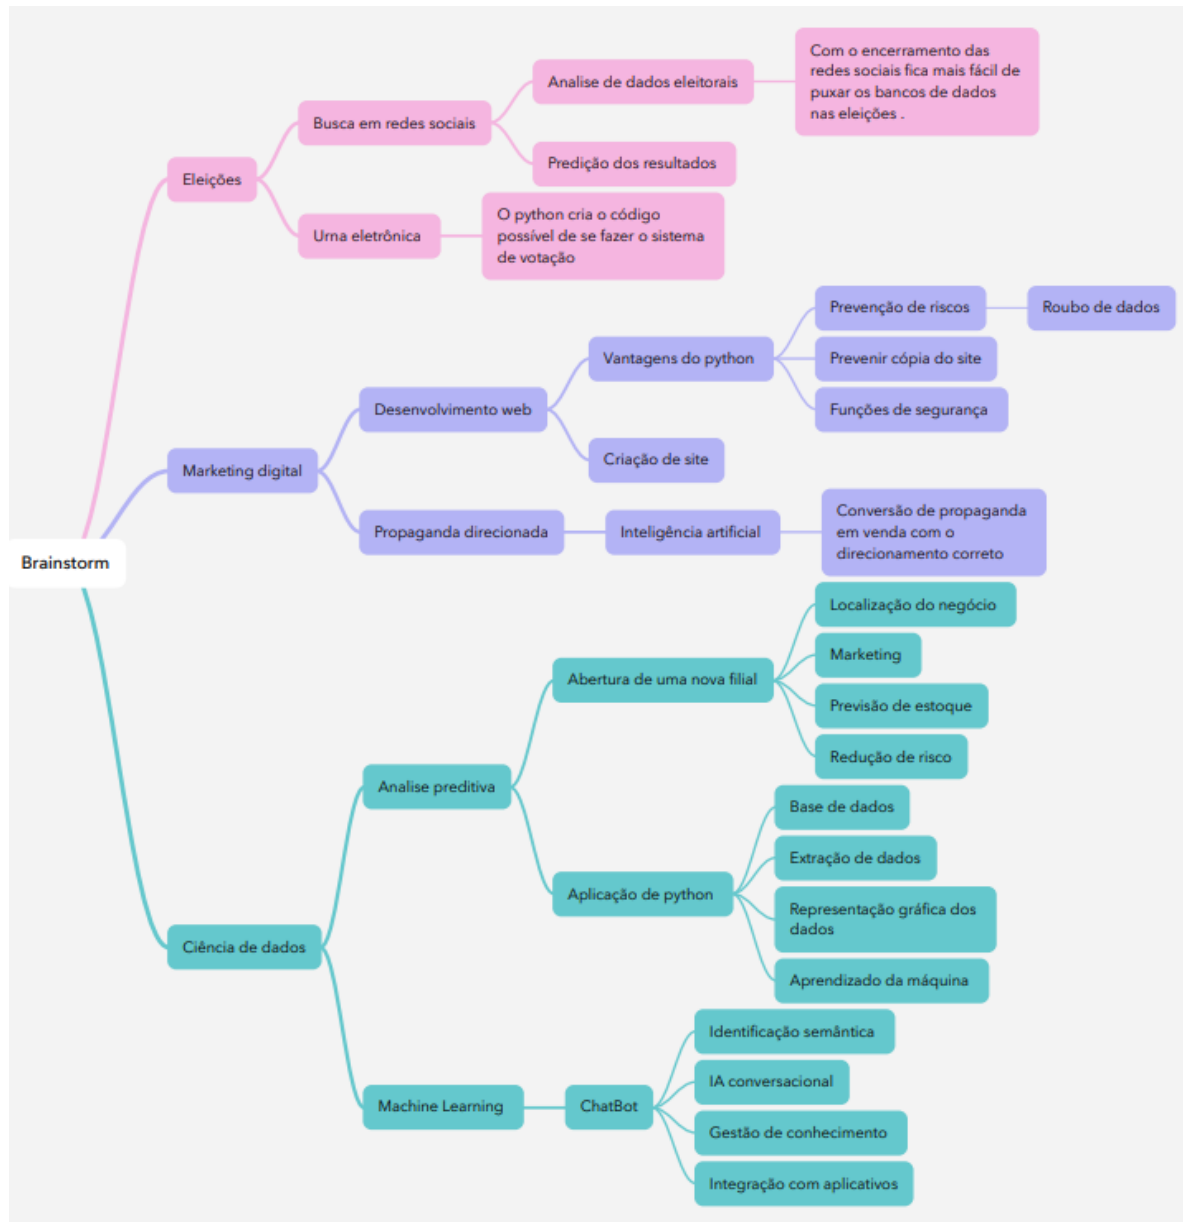 Brainstorm
Eleições
Busca em redes sociais
Analise de dados eleitorais
Com o encerramento das
redes sociais fica mais fácil de
puxar os bancos de dados
nas eleições .
Predição dos resultados
Urna eletrônica
O python cria o código
possível de se fazer o sistema
de votação
Marketing digital
Desenvolvimento web
Vantagens do python
Prevenção de riscos
Roubo de dados
Prevenir cópia do site
Funções de segurança
Criação de site
Propaganda direcionada
Inteligência artificial
Conversão de propaganda
em venda com o
direcionamento correto
Ciência de dados
Analise preditiva
Abertura de uma nova filial
Localização do negócio
Marketing
Previsão de estoque
Redução de risco
Aplicação de python
Base de dados
Extração de dados
Representação gráfica dos
dados
Aprendizado da máquina
Machine Learning
ChatBot
Identificação semântica
IA conversacional
Gestão de conhecimento
Integração com aplicativos